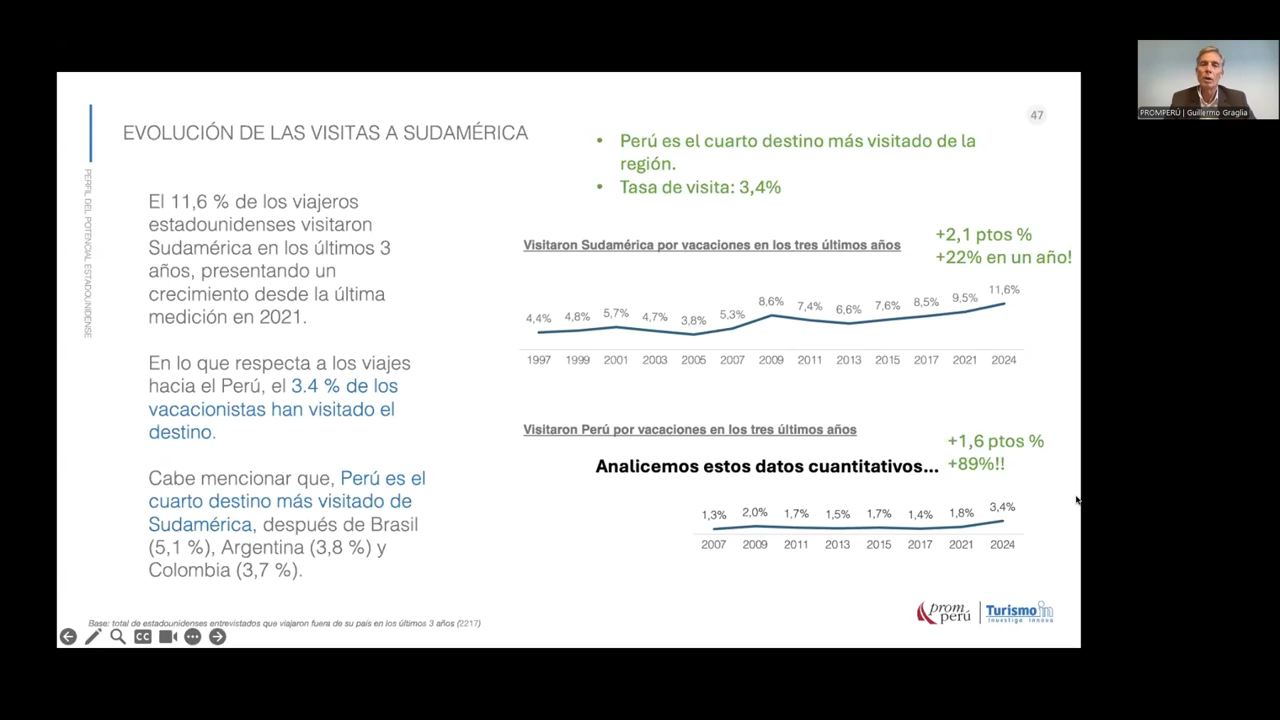 PROMPERÚ | Guillermo Graglia
47
EVOLUCIÓN DE LAS VISITAS A SUDAMÉRICA
PERFIL DEL POTENCIAL ESTADOUNIDENSE
El 11,6 % de los viajeros
estadounidenses visitaron
Sudamérica en los últimos 3
años, presentando un
crecimiento desde la última
medición en 2021.
En lo que respecta a los viajes
hacia el Perú, el 3.4 % de los
vacacionistas han visitado el
destino.
Cabe mencionar que, Perú es el
cuarto destino más visitado de
Sudamérica, después de Brasil
(5,1 %), Argentina (3,8 %) y
Colombia (3,7 %).
• Perú es el cuarto destino más visitado de la
región.
• Tasa de visita: 3,4%
Visitaron Sudamérica por vacaciones en los tres últimos años
+2,1 ptos %
+22% en un año!
4,4% 4,8% 5,7% 4,7% 3,8% 5,3% 8,6% 7,4% 6,6% 7,6% 8,5% 9,5% 11,6%
1997 1999 2001 2003 2005 2007 2009 2011 2013 2015 2017 2021 2024
Visitaron Perú por vacaciones en los tres últimos años
+1,6 ptos %
+89%!!
Analicemos estos datos cuantitativos...
1,3% 2,0% 1,7% 1,5% 1,7% 1,4% 1,8% 3,4%
2007 2009 2011 2013 2015 2017 2021 2024
prom
perú
Turismo in
investiga innova
Base: total de estadounidenses entrevistados que viajaron fuera de su país en los últimos 3 años (2217)
CC